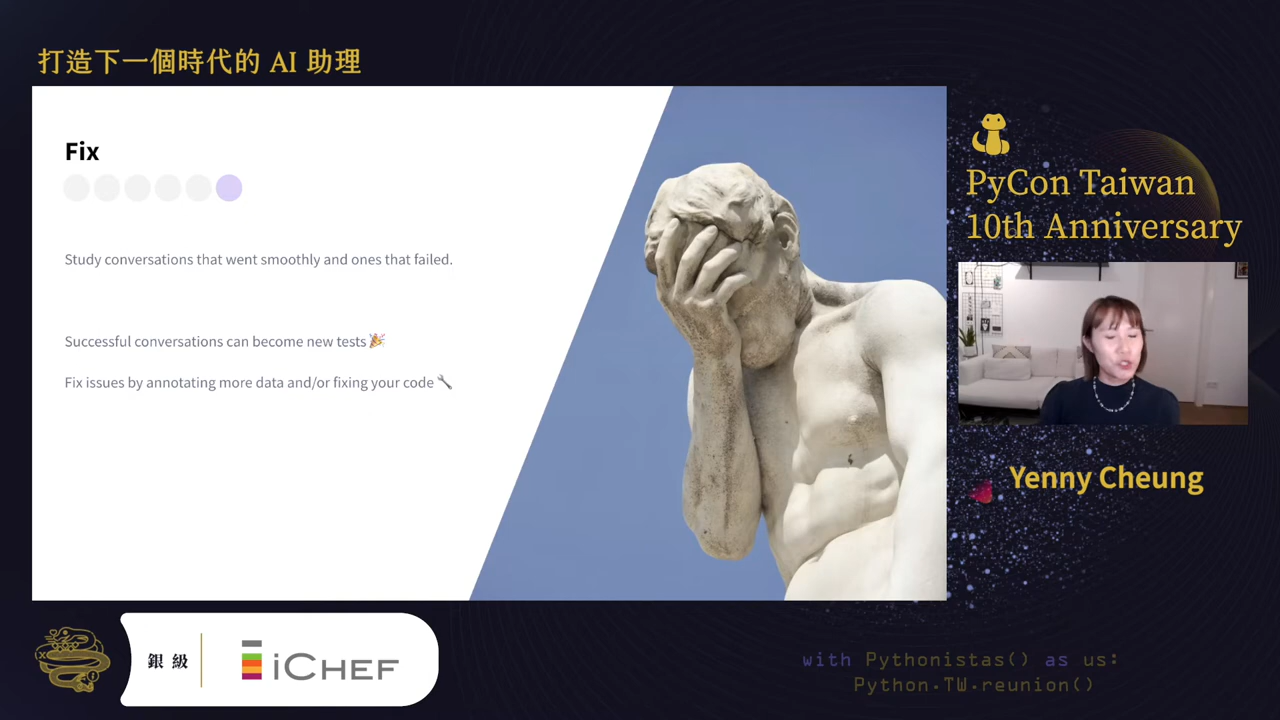 打造下一個時代的 AI 助理
Fix
Study conversations that went smoothly and ones that failed.
Successful conversations can become new tests🎉
Fix issues by annotating more data and/or fixing your code 🔧
PyCon Taiwan
10th Anniversary
Yenny Cheung
銀級
iCHEF
with Pythonistas() as us:
Python.TW.reunion()